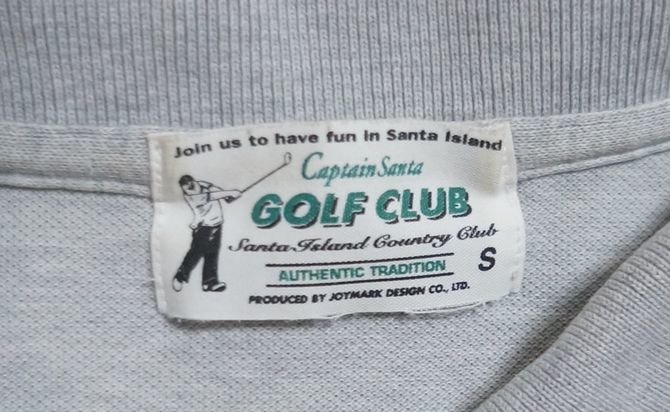 Join us to have fun in Santa Island
Captain Santa
GOLF CLUB
Santa Island Country Club
AUTHENTIC TRADITION
S
PRODUCED BY JOYMARK DESIGN CO., LTD.